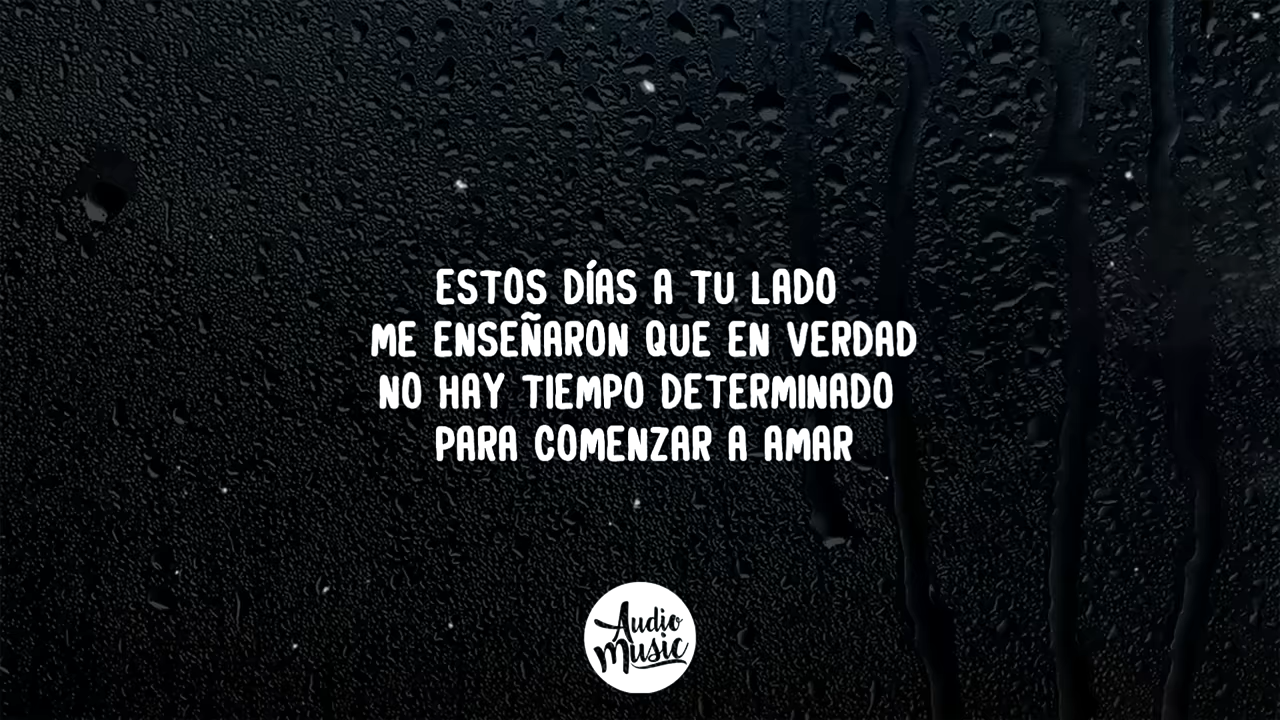 ESTOS DÍAS A TU LADO
ME ENSEÑARON QUE EN VERDAD
NO HAY TIEMPO DETERMINADO
PARA COMENZAR A AMAR
Audio
Music